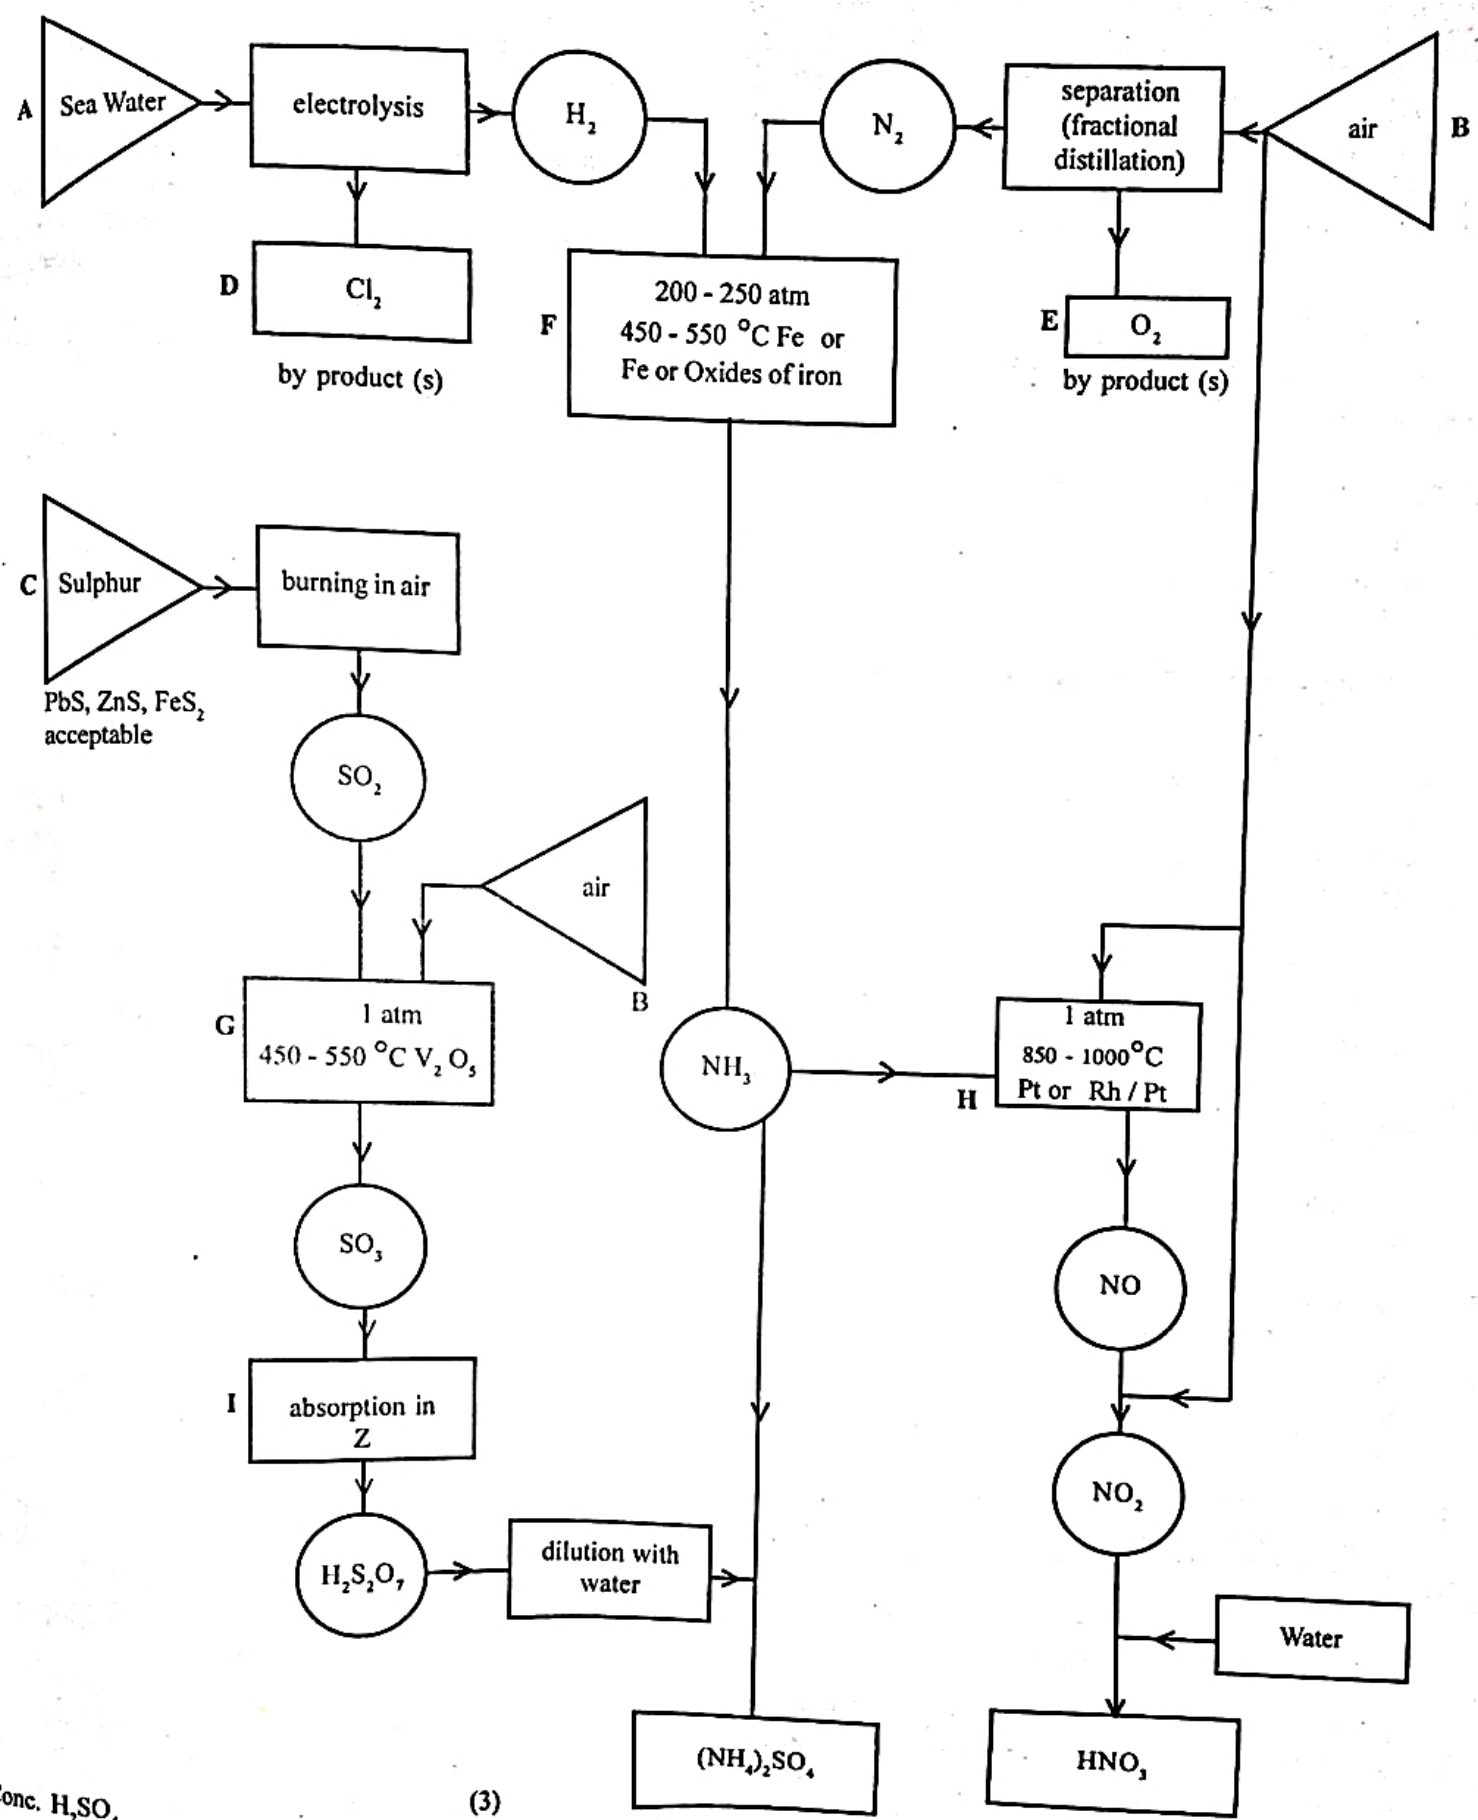 A
Sea Water
electrolysis
H₂
N₂
separation
(fractional
distillation)
air
B
D
Cl₂
by product (s)
F
200 - 250 atm
450 - 550 °C Fe or
Fe or Oxides of iron
E
O₂
by product (s)
C
Sulphur
burning in air
PbS, ZnS, FeS₂
acceptable
SO₂
air
B
G
1 atm
450 - 550 °C V₂ O₅
NH₃
H
1 atm
850 - 1000°C
Pt or Rh / Pt
SO₃
NO
I
absorption in
Z
NO₂
H₂S₂O₇
dilution with
water
Water
(NH₄)₂SO₄
HNO₃
H₂SO₄
(3)